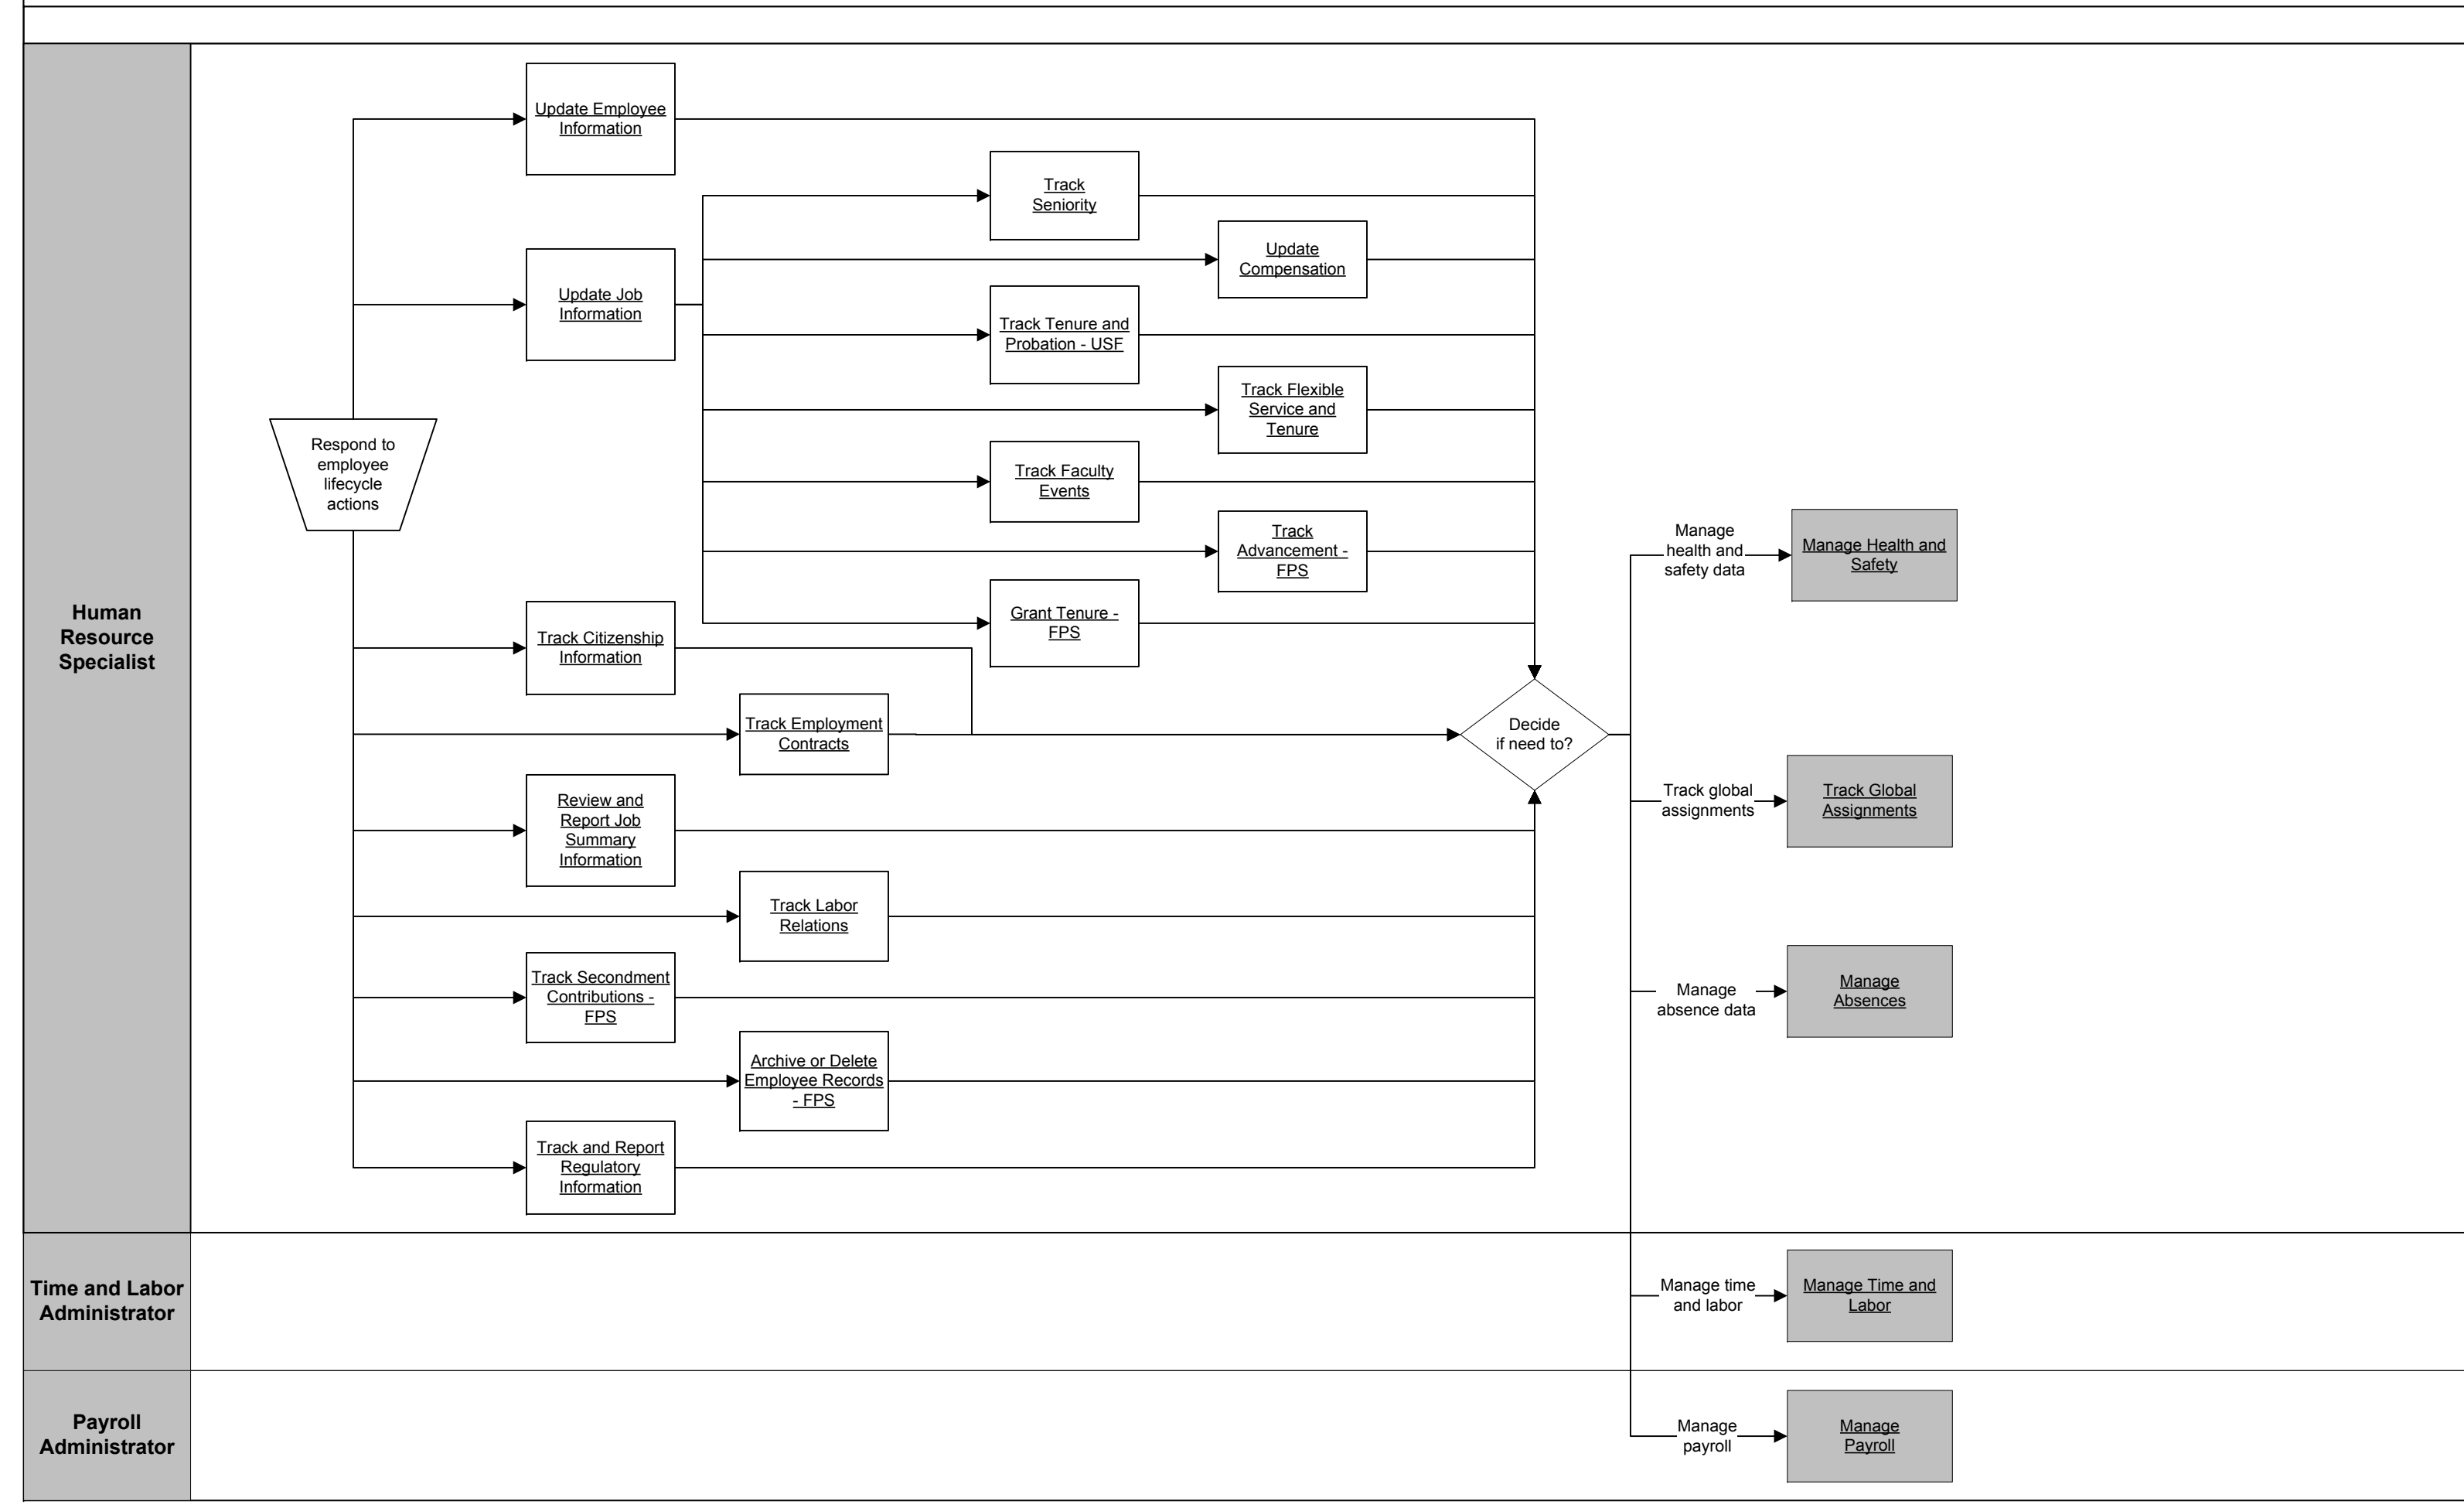 Human
Resource
Specialist
Respond to
employee
lifecycle
actions
Update Employee
Information
Update Job
Information
Track
Seniority
Update
Compensation
Track Tenure and
Probation - USF
Track Flexible
Service and
Tenure
Track Faculty
Events
Track
Advancement -
FPS
Grant Tenure -
FPS
Track Citizenship
Information
Track Employment
Contracts
Review and
Report Job
Summary
Information
Track Labor
Relations
Track Secondment
Contributions -
FPS
Archive or Delete
Employee Records
- FPS
Track and Report
Regulatory
Information
Decide
if need to?
Manage
health and
safety data
Manage Health and
Safety
Track global
assignments
Track Global
Assignments
Manage
absence data
Manage
Absences
Time and Labor
Administrator
Manage time
and labor
Manage Time and
Labor
Payroll
Administrator
Manage
payroll
Manage
Payroll